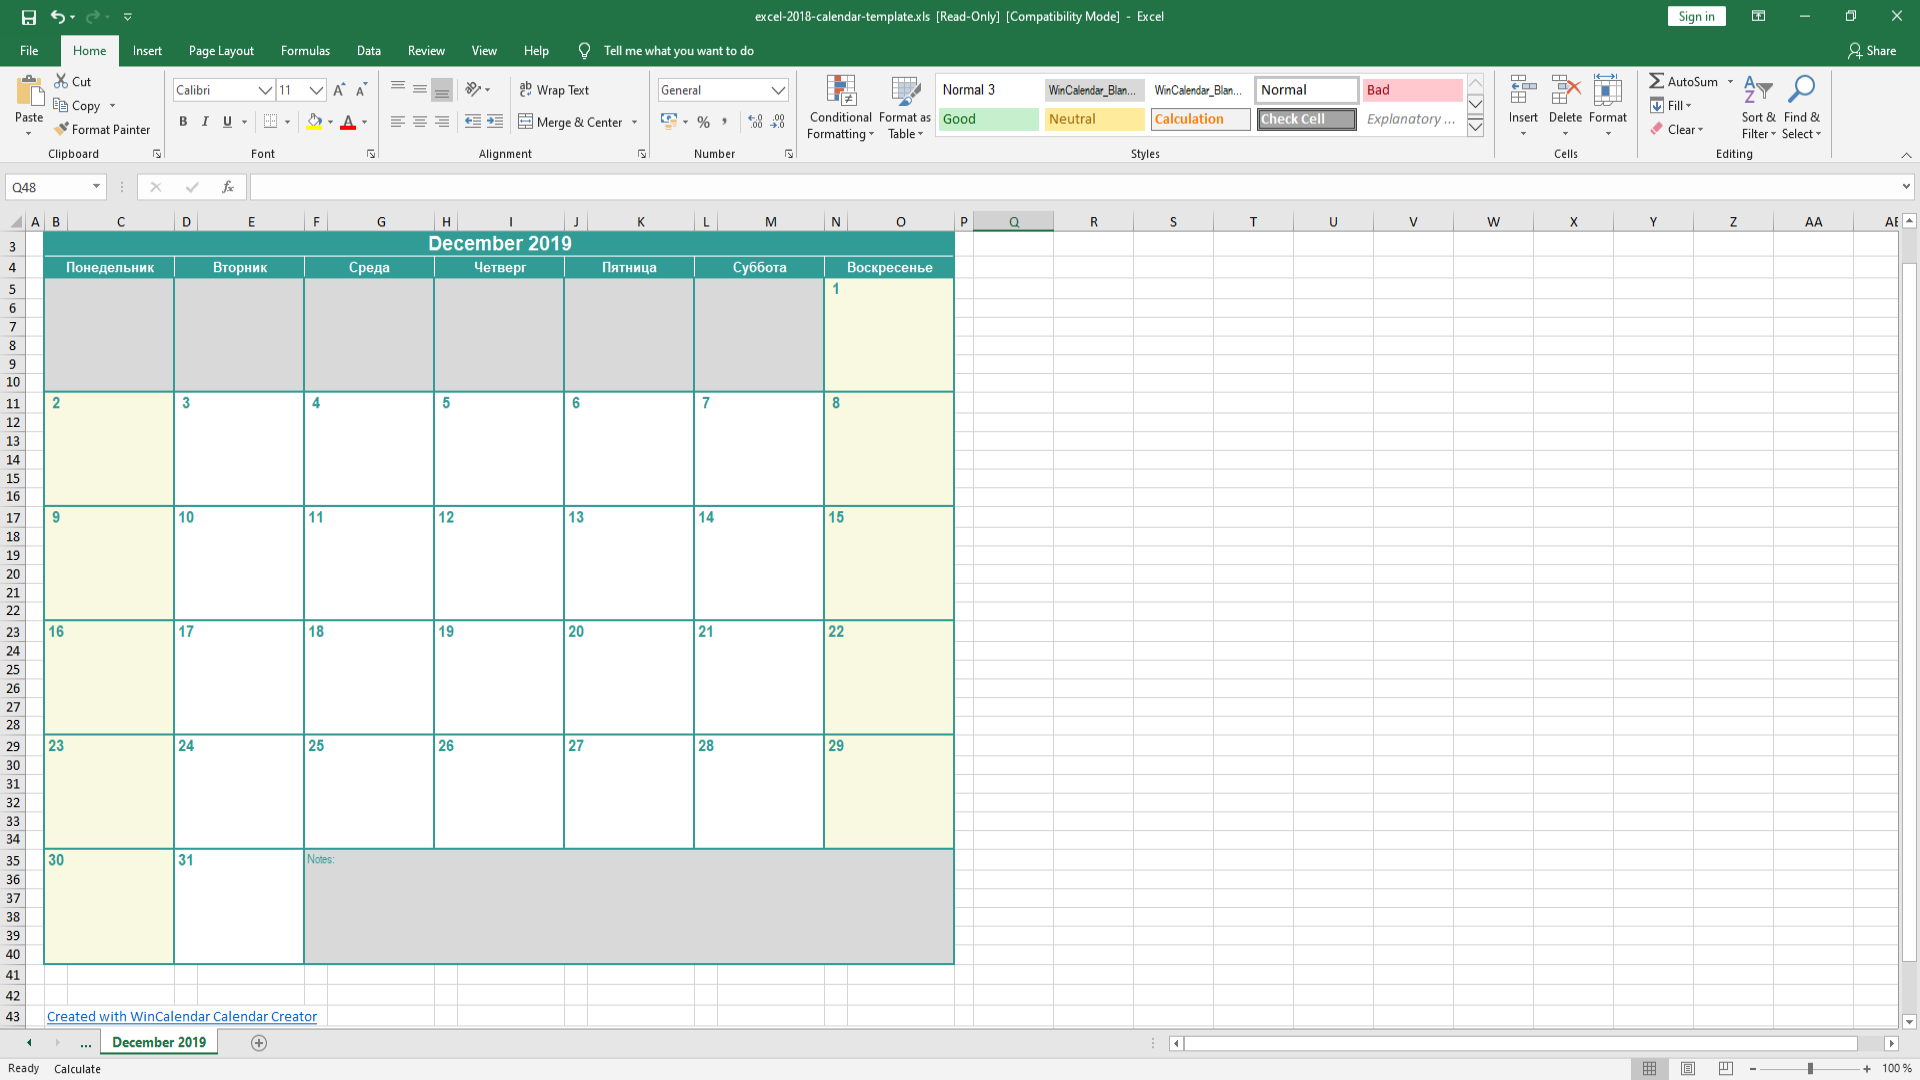 excel-2018-calendar-template.xls [Read-Only] [Compatibility Mode] - Excel
Sign in
File Home Insert Page Layout Formulas Data Review View Help Tell me what you want to do Share
Paste Cut Copy Format Painter Clipboard
Calibri 11 B I U A Font
Wrap Text Merge & Center Alignment
General % , Number
Conditional Formatting Format as Table
Normal 3 WinCalendar_Blan... WinCalendar_Blan... Normal Bad
Good Neutral Calculation Check Cell Explanatory ...
Styles
Insert Delete Format Cells
AutoSum Fill Clear Sort & Filter Find & Select Editing
Q48 fx
A B C D E F G H I J K L M N O P Q R S T U V W X Y Z AA AE
3 December 2019
4 Понедельник Вторник Среда Четверг Пятница Суббота Воскресенье
5 1
6
7
8
9
10
11 2 3 4 5 6 7 8
12
13
14
15
16
17 9 10 11 12 13 14 15
18
19
20
21
22
23 16 17 18 19 20 21 22
24
25
26
27
28
29 23 24 25 26 27 28 29
30
31
32
33
34
35 30 31 Notes:
36
37
38
39
40
41
42
43 Created with WinCalendar Calendar Creator
... December 2019
Ready Calculate 100 %